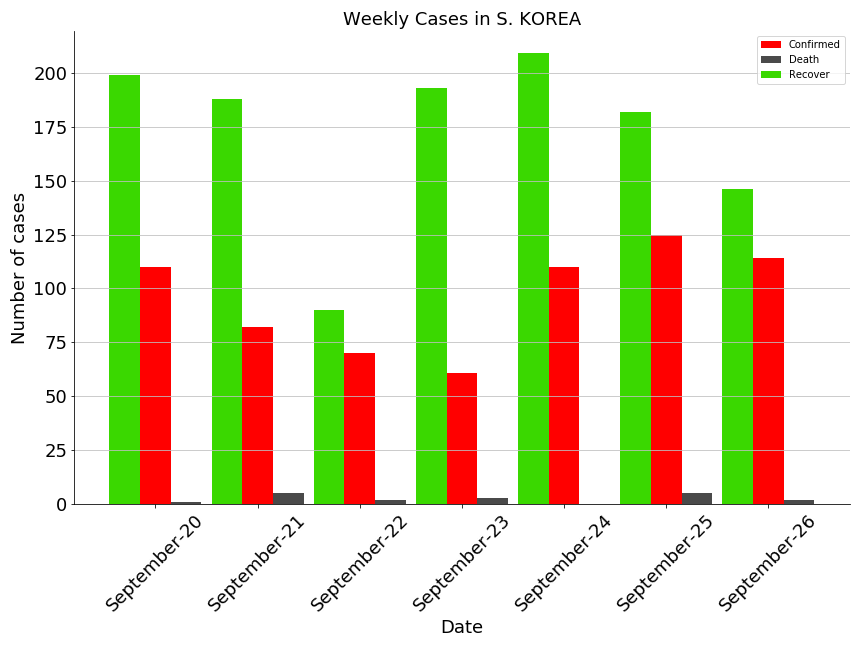 Weekly Cases in S. KOREA
Confirmed
Death
Recover
Number of cases
200
175
150
125
100
75
50
25
0
September-20
September-21
September-22
September-23
September-24
September-25
September-26
Date